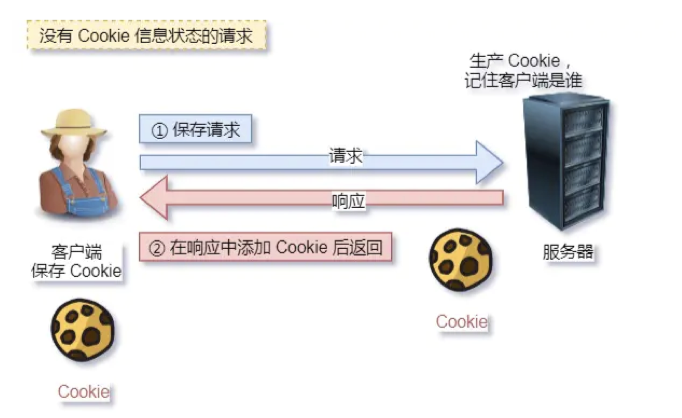 没有 Cookie 信息状态的请求
生产 Cookie，
记住客户端是谁
① 保存请求
请求
响应
② 在响应中添加 Cookie 后返回
客户端
保存 Cookie
服务器
Cookie
Cookie